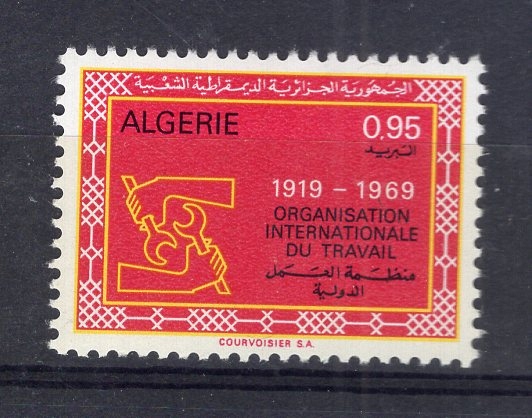 الجمهورية الجزائرية الديمقراطية الشعبية
ALGERIE
0.95
البريد
1919 - 1969
ORGANISATION
INTERNATIONALE
DU TRAVAIL
منظمة العمل
الدولية
COURVOISIER S.A.